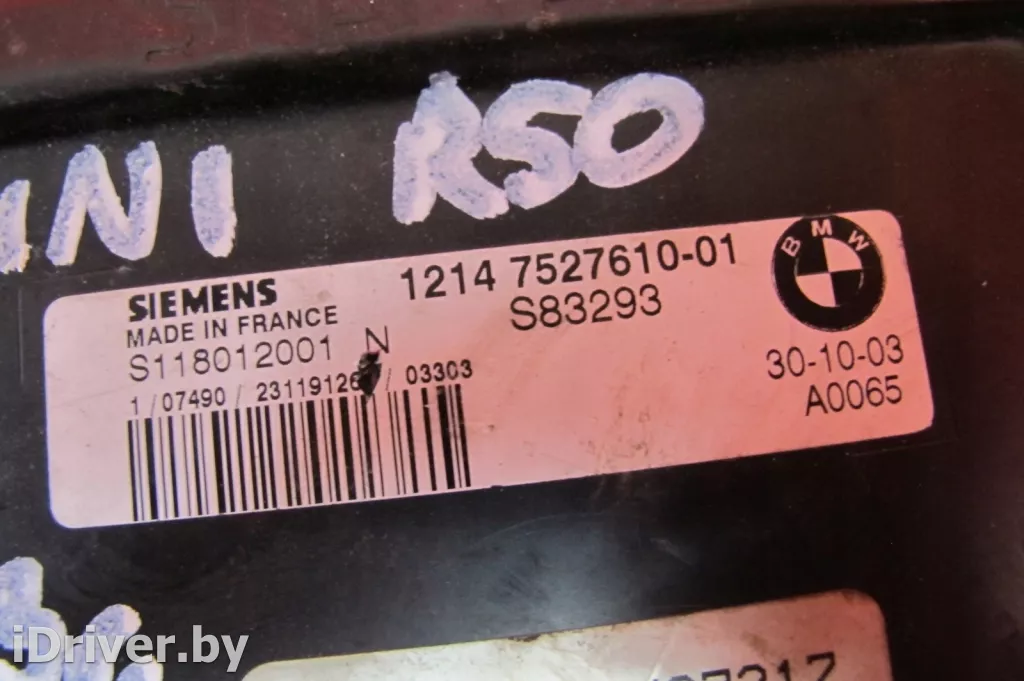 R50
SIEMENS
MADE IN FRANCE
S118012001 N
1214 7527610-01
S83293
BMW
30-10-03
A0065
1 / 07490 / 23119126 / 03303
iDriver.by